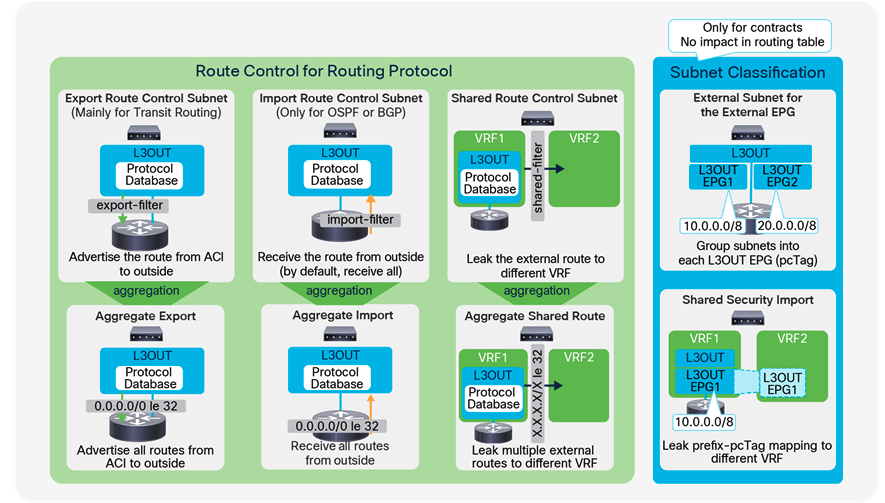 Only for contracts
No impact in routing table
Route Control for Routing Protocol
Subnet Classification
Export Route Control Subnet
(Mainly for Transit Routing)
L3OUT
Protocol
Database
export-filter
Advertise the route from ACI
to outside
Import Route Control Subnet
(Only for OSPF or BGP)
L3OUT
Protocol
Database
import-filter
Receive the route from outside
(by default, receive all)
Shared Route Control Subnet
VRF1
VRF2
L3OUT
Protocol
Database
shared-filter
Leak the external route to
different VRF
External Subnet for
the External EPG
L3OUT
L3OUT
EPG1
L3OUT
EPG2
10.0.0.0/8
20.0.0.0/8
Group subnets into
each L3OUT EPG (pcTag)
aggregation
aggregation
aggregation
Aggregate Export
L3OUT
Protocol
Database
0.0.0.0/0 le 32
Advertise all routes from
ACI to outside
Aggregate Import
L3OUT
Protocol
Database
0.0.0.0/0 le 32
Receive all routes
from outside
Aggregate Shared Route
VRF1
VRF2
L3OUT
Protocol
Database
X.X.X.X/X le 32
Leak multiple external
routes to different VRF
Shared Security Import
VRF1
VRF2
L3OUT
L3OUT
EPG1
L3OUT
EPG1
10.0.0.0/8
Leak prefix-pcTag mapping to
different VRF